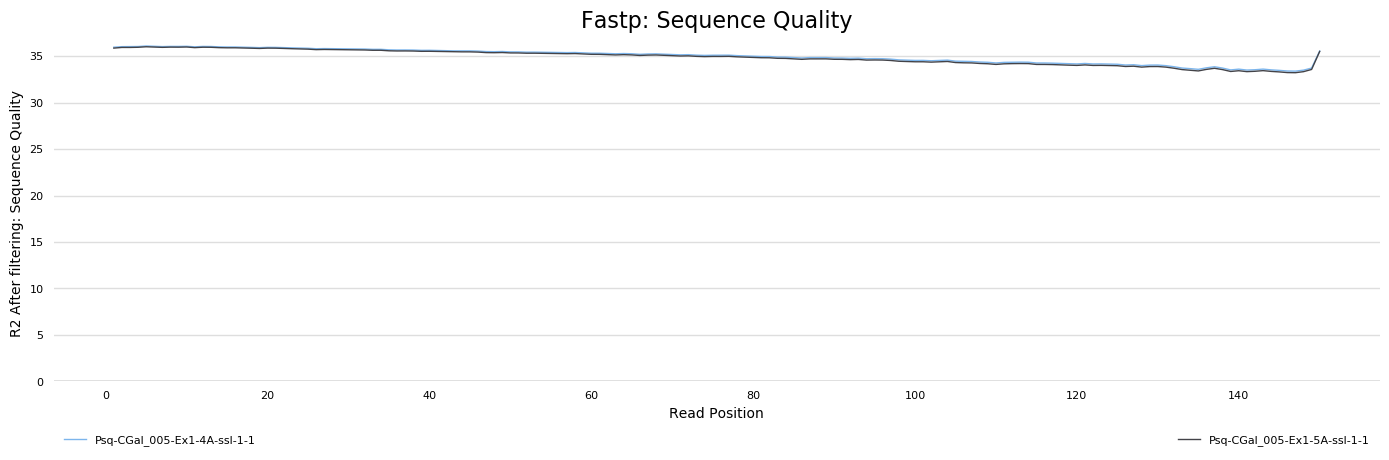 Fastp: Sequence Quality
R2 After filtering: Sequence Quality
35
30
25
20
15
10
5
0
0 20 40 60 80 100 120 140
Read Position
Psq-CGal_005-Ex1-4A-ssl-1-1
Psq-CGal_005-Ex1-5A-ssl-1-1